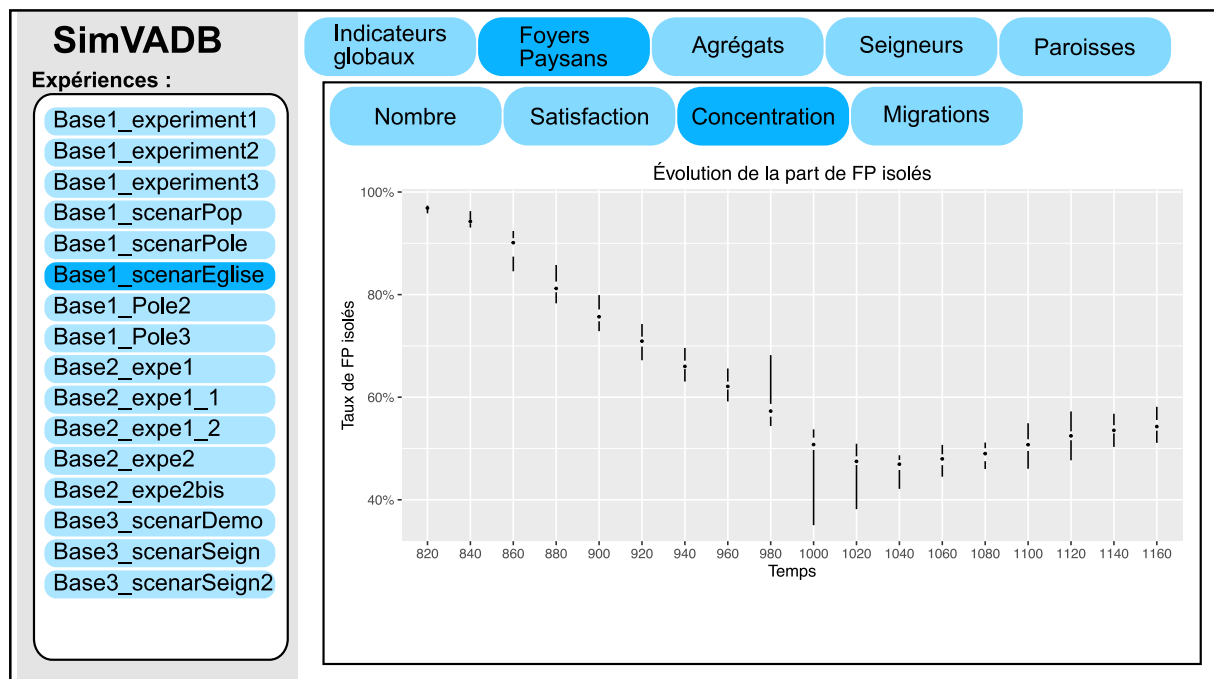 SimVADB
Expériences :
Base1_experiment1
Base1_experiment2
Base1_experiment3
Base1_scenarPop
Base1_scenarPole
Base1_scenarEglise
Base1_Pole2
Base1_Pole3
Base2_expe1
Base2_expe1_1
Base2_expe1_2
Base2_expe2
Base2_expe2bis
Base3_scenarDemo
Base3_scenarSeign
Base3_scenarSeign2
Indicateurs
globaux
Foyers
Paysans
Agrégats
Seigneurs
Paroisses
Nombre
Satisfaction
Concentration
Migrations
Évolution de la part de FP isolés
Taux de FP isolés
100%
80%
60%
40%
820 840 860 880 900 920 940 960 980 1000 1020 1040 1060 1080 1100 1120 1140 1160
Temps